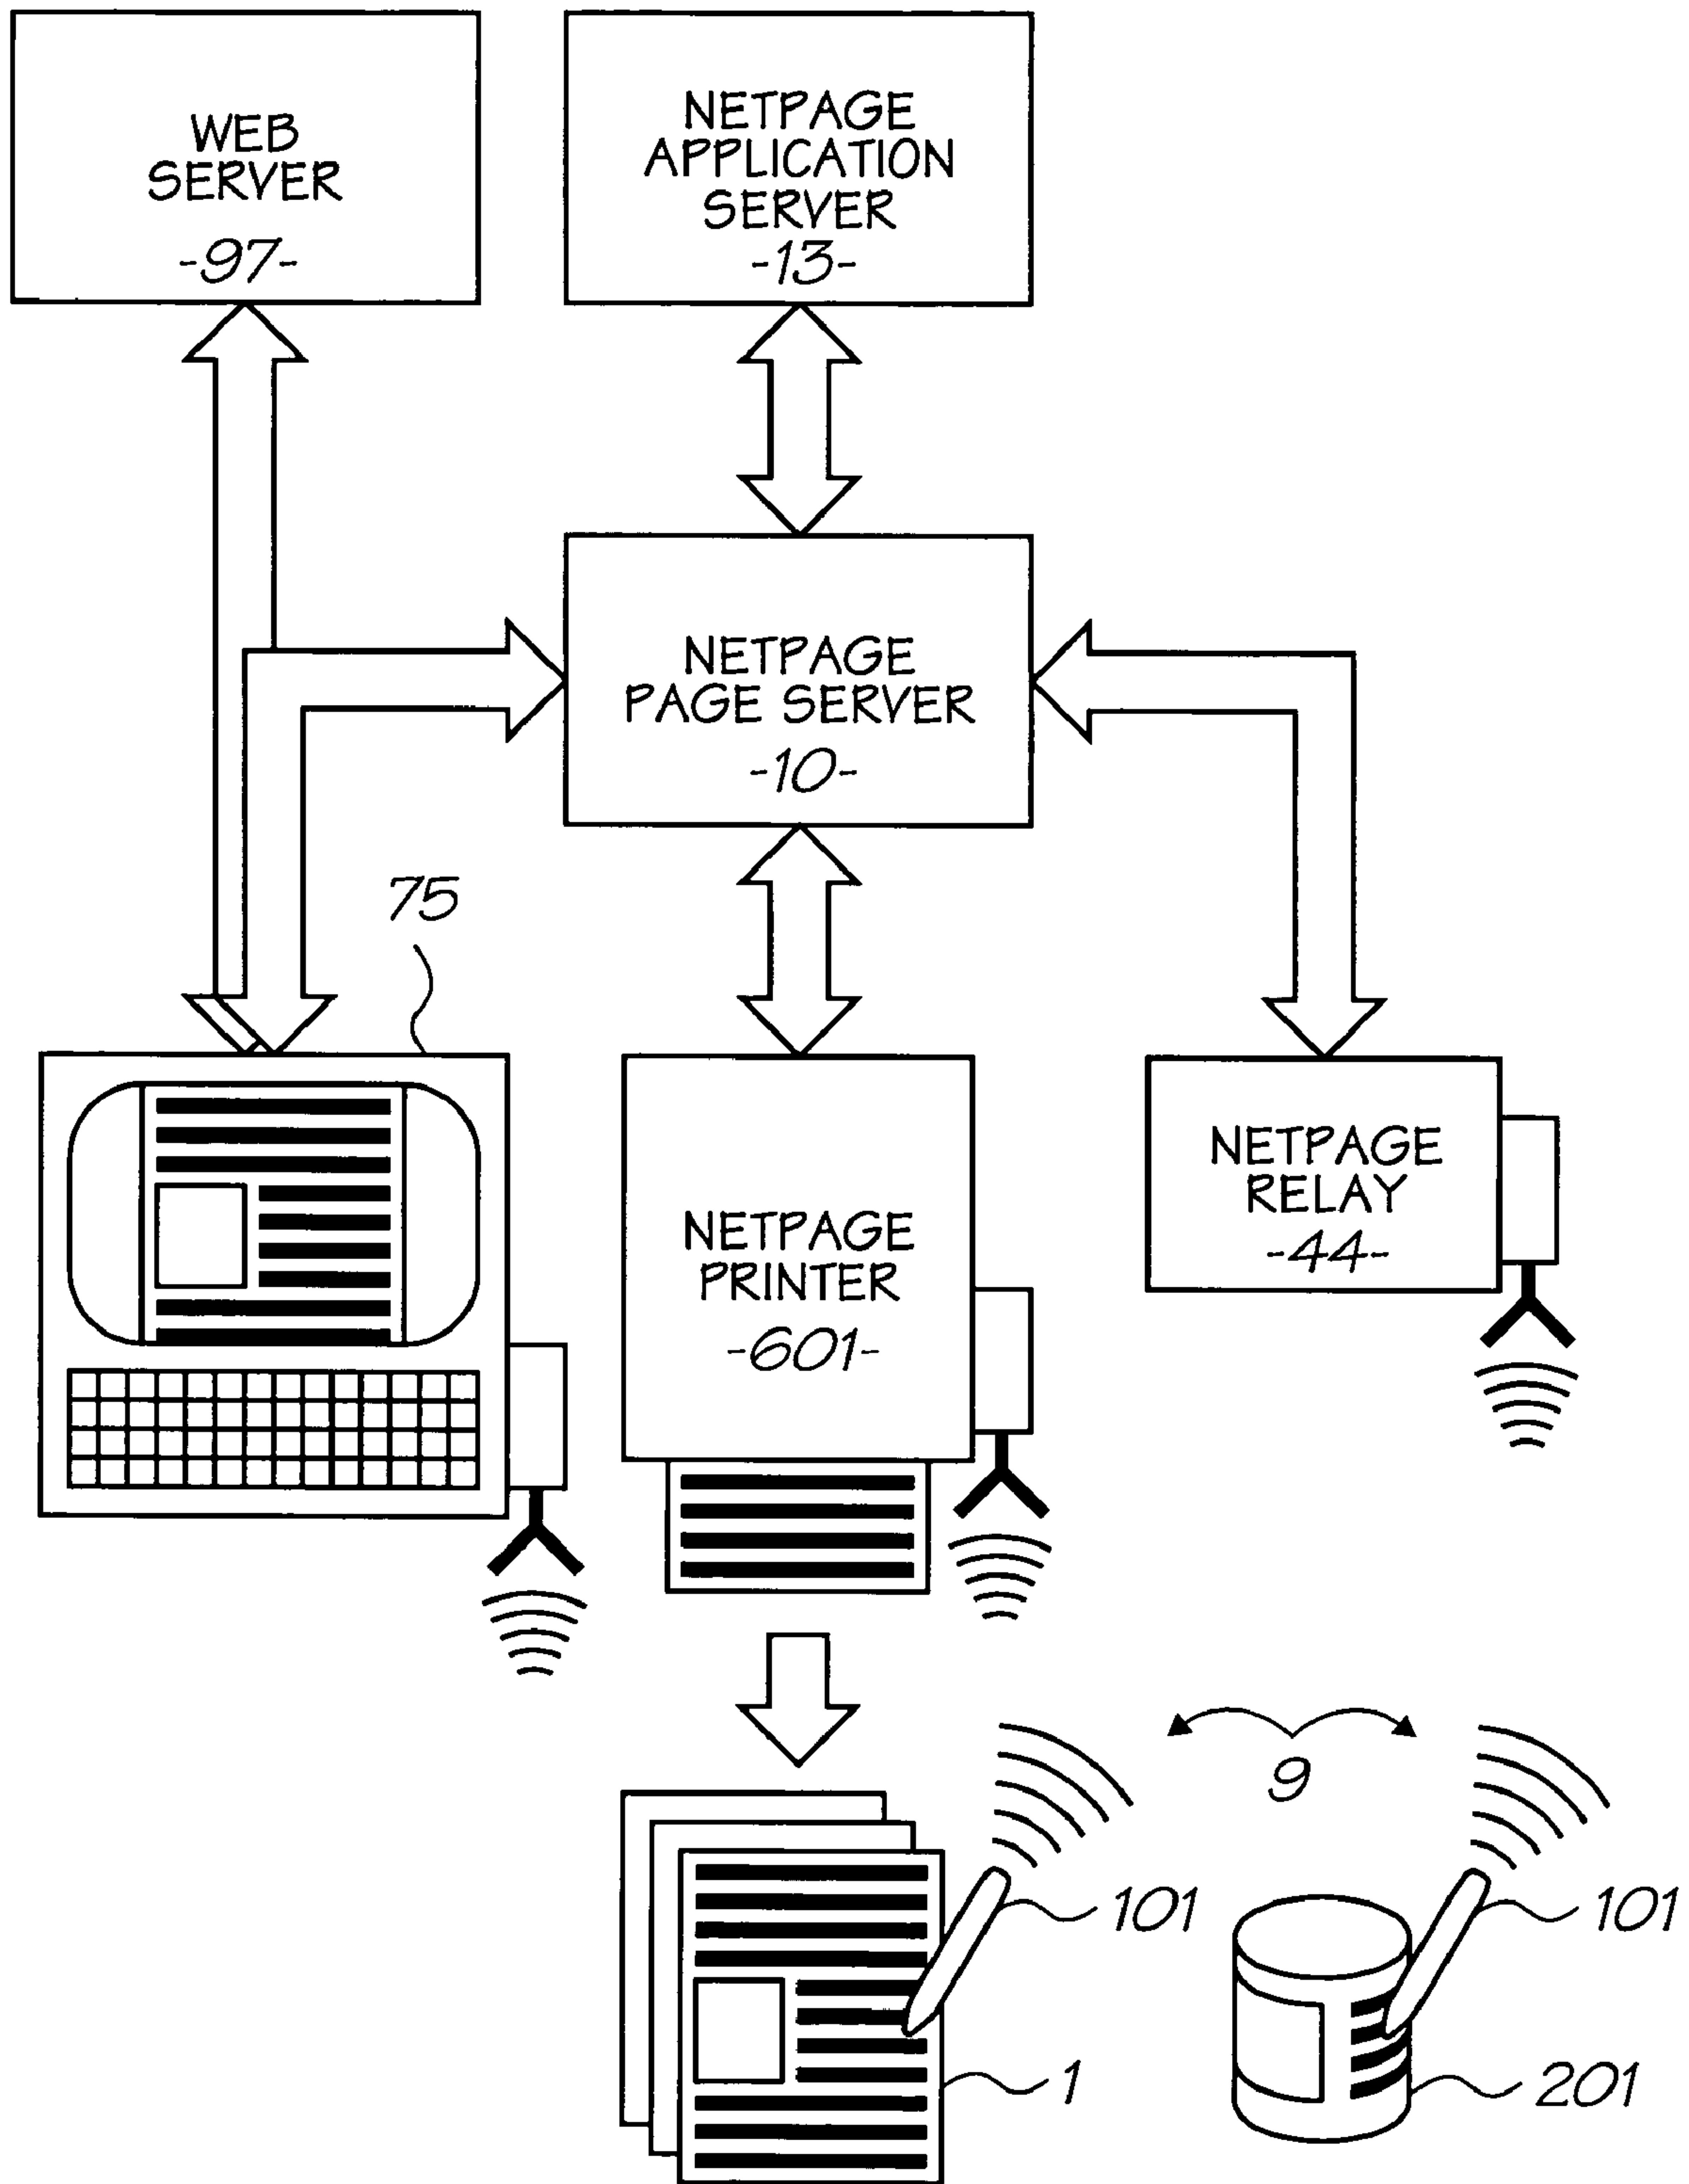 WEB
SERVER
-97-
NETPAGE
APPLICATION
SERVER
-13-
NETPAGE
PAGE SERVER
-10-
75
NETPAGE
PRINTER
-601-
NETPAGE
RELAY
-44-
9
101
101
1
201